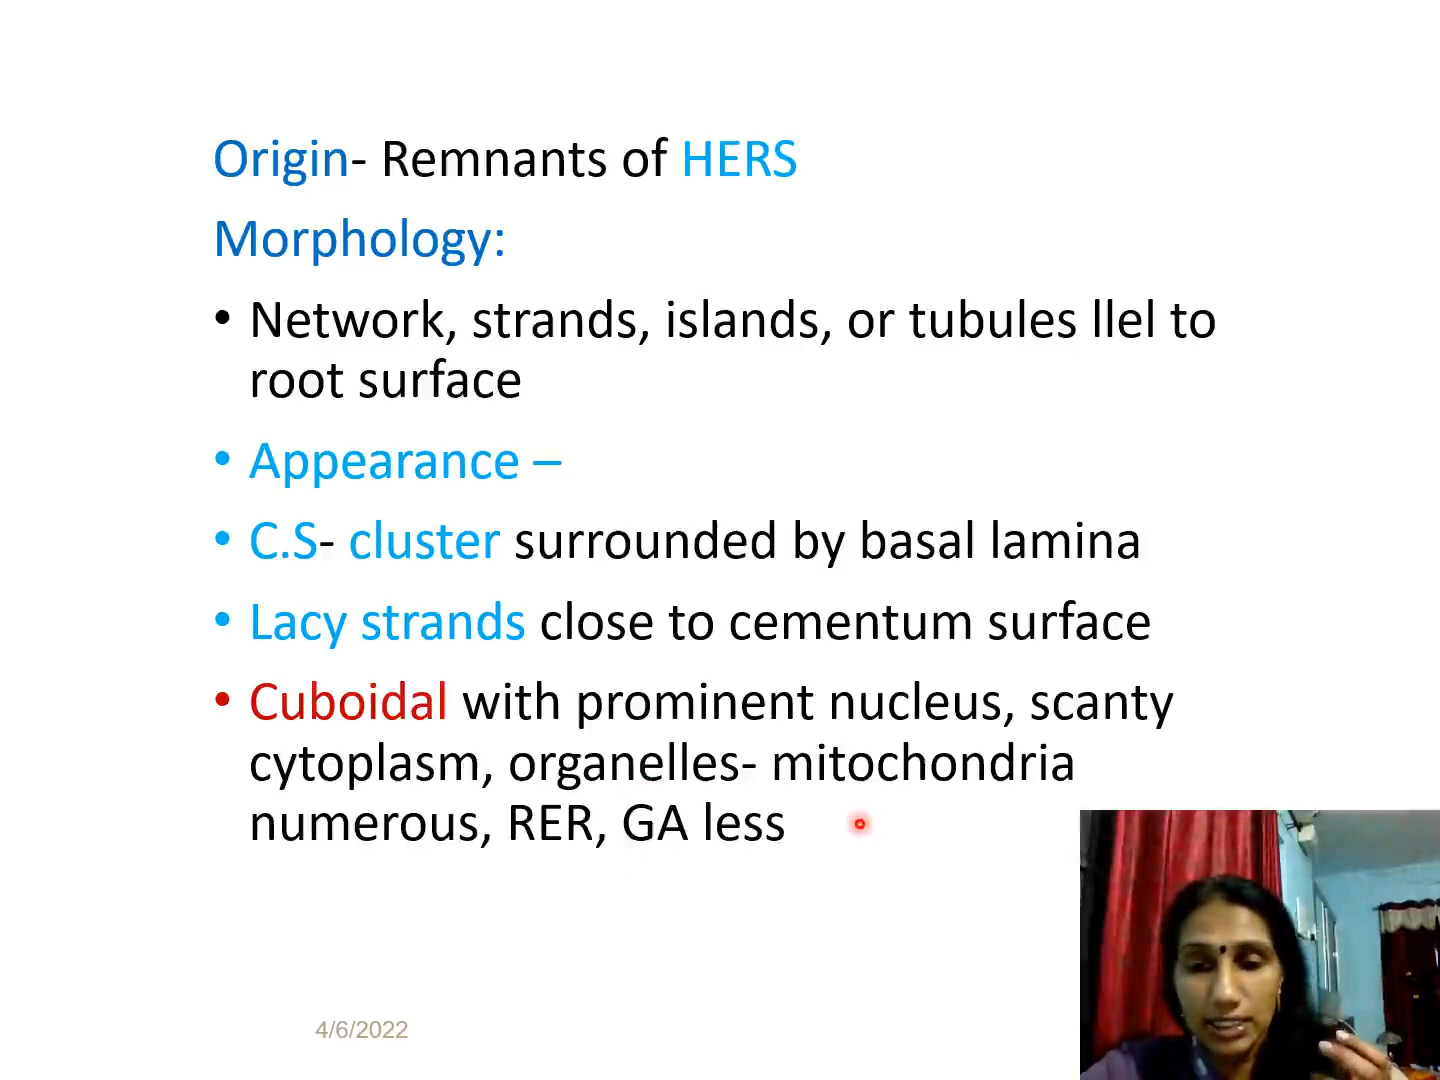 Origin- Remnants of HERS
Morphology:
• Network, strands, islands, or tubules llel to
root surface
• Appearance –
• C.S- cluster surrounded by basal lamina
• Lacy strands close to cementum surface
• Cuboidal with prominent nucleus, scanty
cytoplasm, organelles- mitochondria
numerous, RER, GA less
4/6/2022